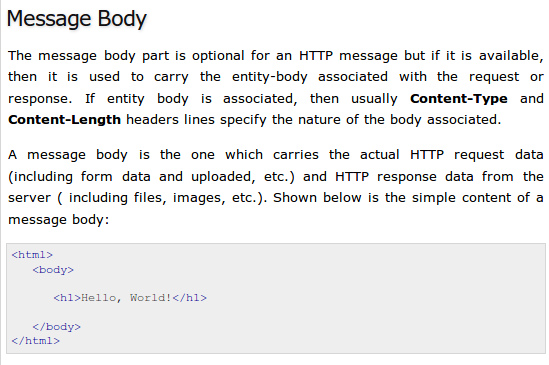 Message Body
The message body part is optional for an HTTP message but if it is available,
then it is used to carry the entity-body associated with the request or
response. If entity body is associated, then usually Content-Type and
Content-Length headers lines specify the nature of the body associated.
A message body is the one which carries the actual HTTP request data
(including form data and uploaded, etc.) and HTTP response data from the
server ( including files, images, etc.). Shown below is the simple content of a
message body:
<html>
<body>
<h1>Hello, World!</h1>
</body>
</html>